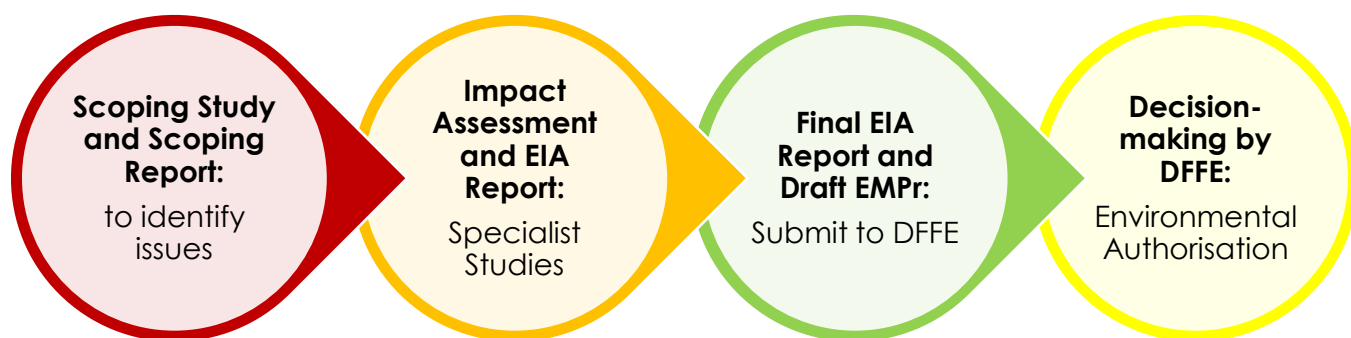 Scoping Study
and Scoping
Report:
to identify
issues
Impact
Assessment
and EIA
Report:
Specialist
Studies
Final EIA
Report and
Draft EMPr:
Submit to DFFE
Decision-
making by
DFFE:
Environmental
Authorisation